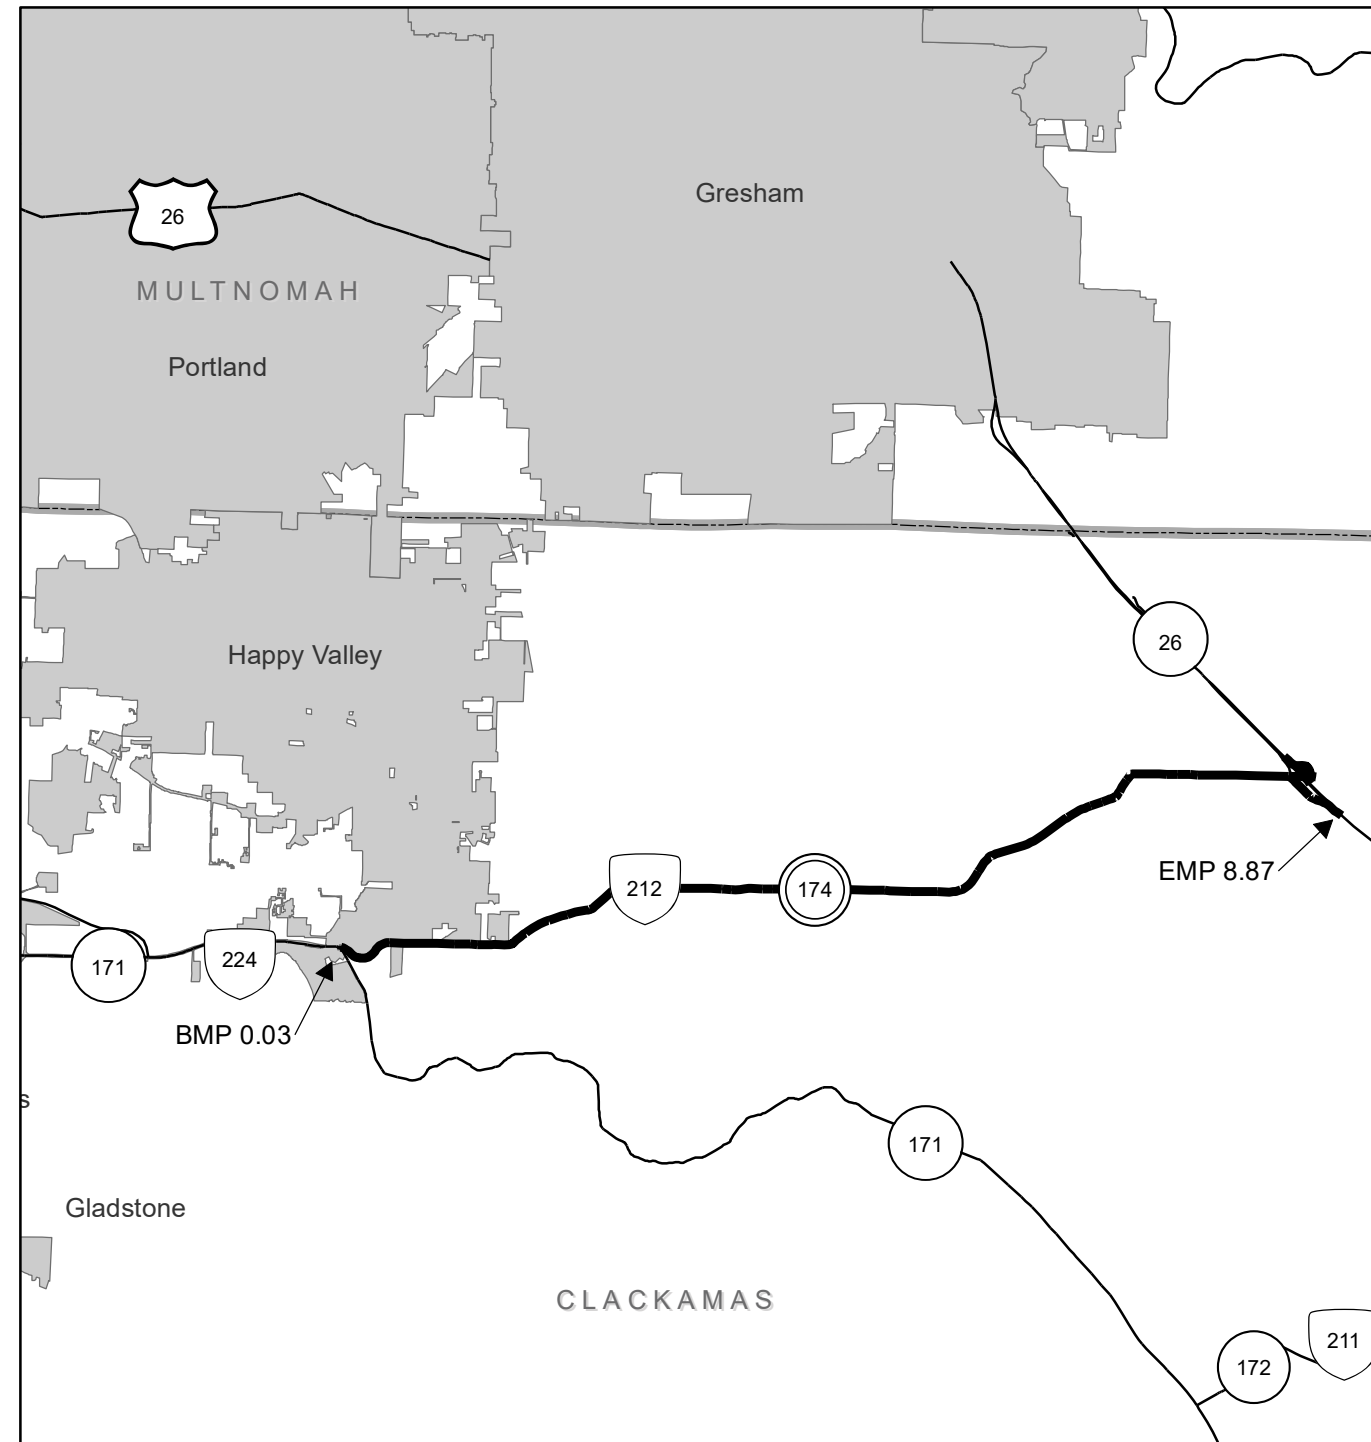 Gresham
26
MULTNOMAH
Portland
26
Happy Valley
EMP 8.87
212
174
224
171
BMP 0.03
s
171
Gladstone
CLACKAMAS
211
172